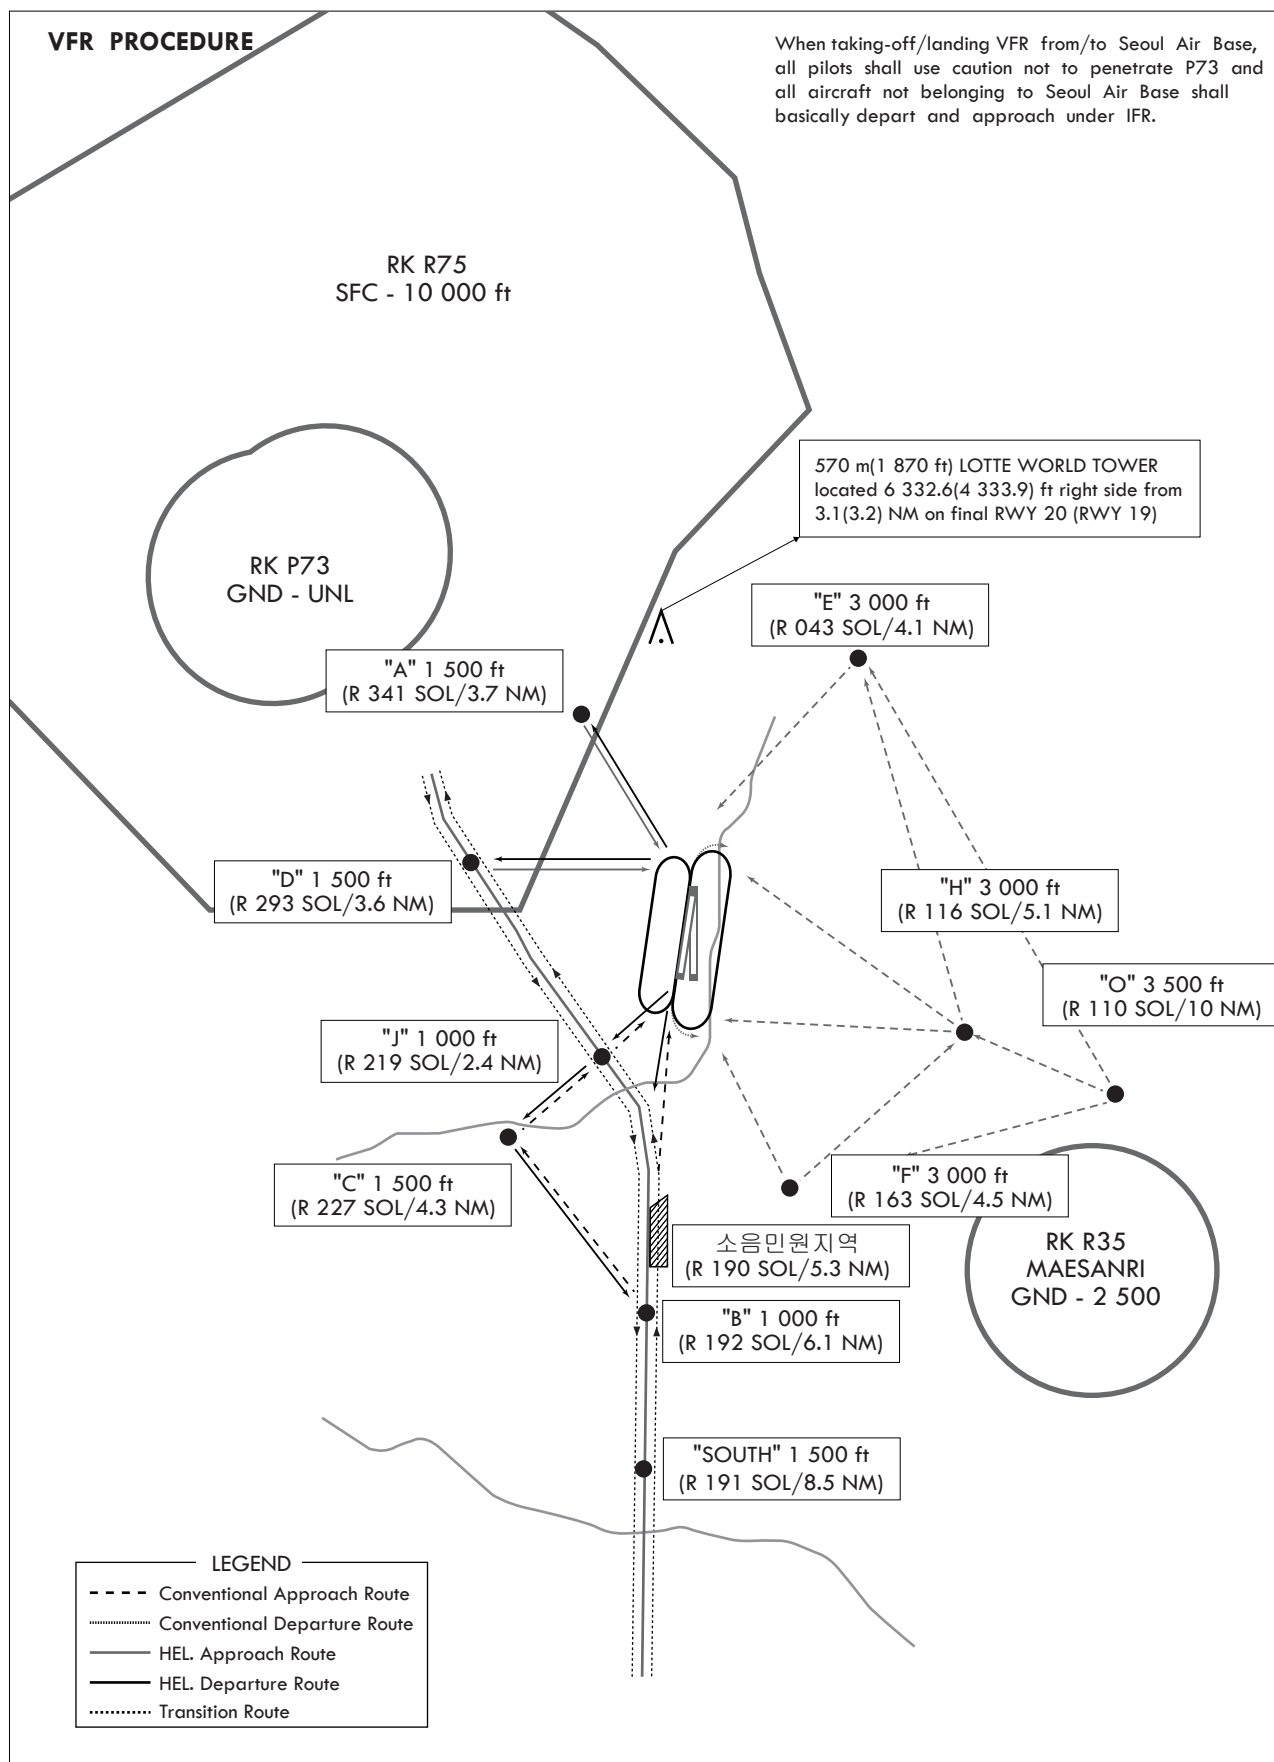 VFR PROCEDURE
When taking-off/landing VFR from/to Seoul Air Base,
all pilots shall use caution not to penetrate P73 and
all aircraft not belonging to Seoul Air Base shall
basically depart and approach under IFR.
RK R75
SFC - 10 000 ft
570 m(1 870 ft) LOTTE WORLD TOWER
located 6 332.6(4 333.9) ft right side from
3.1(3.2) NM on final RWY 20 (RWY 19)
RK P73
GND - UNL
"E" 3 000 ft
(R 043 SOL/4.1 NM)
"A" 1 500 ft
(R 341 SOL/3.7 NM)
"D" 1 500 ft
(R 293 SOL/3.6 NM)
"H" 3 000 ft
(R 116 SOL/5.1 NM)
"O" 3 500 ft
(R 110 SOL/10 NM)
"J" 1 000 ft
(R 219 SOL/2.4 NM)
"C" 1 500 ft
(R 227 SOL/4.3 NM)
"F" 3 000 ft
(R 163 SOL/4.5 NM)
소음민원지역
(R 190 SOL/5.3 NM)
RK R35
MAESANRI
GND - 2 500
"B" 1 000 ft
(R 192 SOL/6.1 NM)
"SOUTH" 1 500 ft
(R 191 SOL/8.5 NM)
LEGEND
Conventional Approach Route
Conventional Departure Route
HEL. Approach Route
HEL. Departure Route
Transition Route